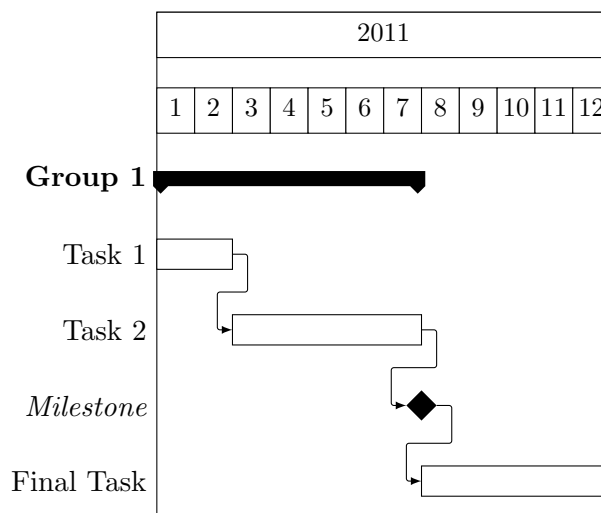 2011
1 2 3 4 5 6 7 8 9 10 11 12
Group 1
Task 1
Task 2
Milestone
Final Task